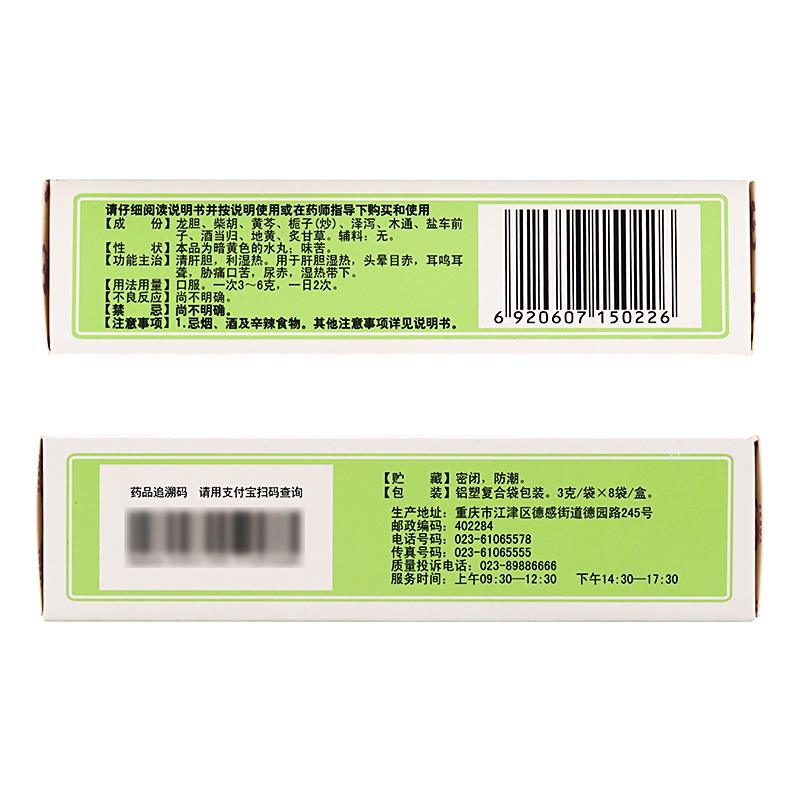 请仔细阅读说明书并按说明使用或在药师指导下购买和使用
【成　　份】龙胆、柴胡、黄芩、栀子(炒)、泽泻、木通、盐车前
子、酒当归、地黄、炙甘草。辅料：无。
【性　　状】本品为暗黄色的水丸；味苦。
【功能主治】清肝胆，利湿热。用于肝胆湿热，头晕目赤，耳鸣耳
聋，胁痛口苦，尿赤，湿热带下。
【用法用量】口服。一次3～6克，一日2次。
【不良反应】尚不明确。
【禁　　忌】尚不明确。
【注意事项】1.忌烟、酒及辛辣食物。其他注意事项详见说明书。
6 920607 150226
药品追溯码　请用支付宝扫码查询
【贮　　藏】密闭，防潮。
【包　　装】铝塑复合袋包装。3克/袋×8袋/盒。
生产地址：重庆市江津区德感街道德园路245号
邮政编码：402284
电话号码：023-61065578
传真号码：023-61065555
质量投诉电话：023-89886666
服务时间：上午09:30—12:30　下午14:30—17:30